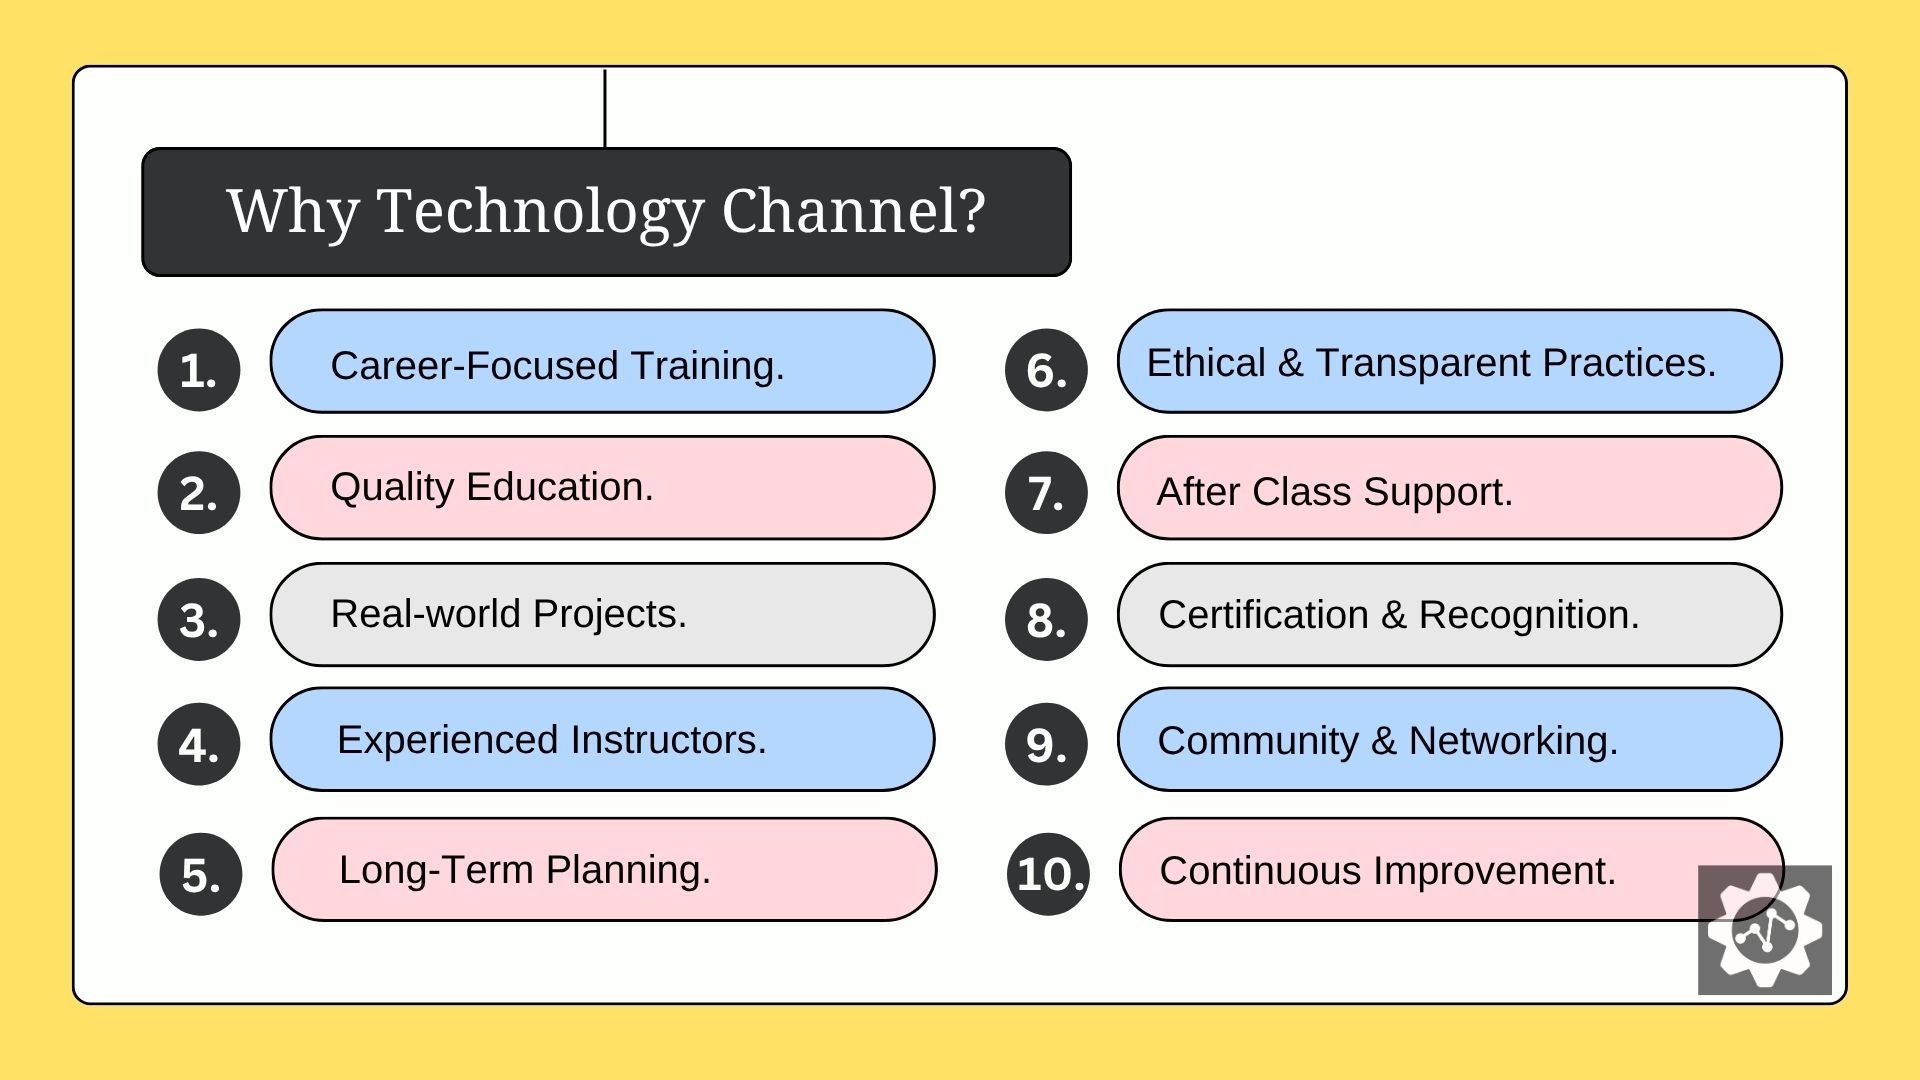 Why Technology Channel?
1. Career-Focused Training.
2. Quality Education.
3. Real-world Projects.
4. Experienced Instructors.
5. Long-Term Planning.
6. Ethical & Transparent Practices.
7. After Class Support.
8. Certification & Recognition.
9. Community & Networking.
10. Continuous Improvement.